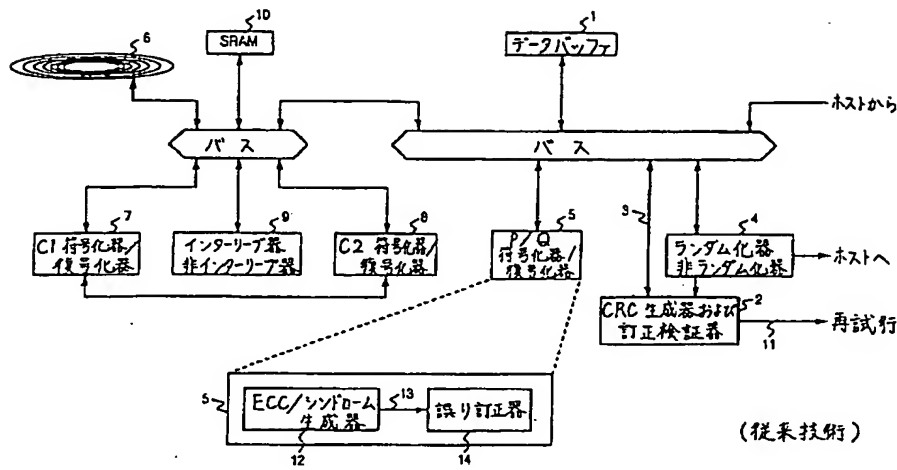 10
SRAM
1
データバッファ
6
ホストから
バス
バス
7
C1 符号化器/
復号化器
9
インターリーブ器
非インターリーブ器
8
C2 符号化器/
復号化器
5
P/Q
符号化器/
復号化器
3
4
ランダム化器
非ランダム化器
ホストへ
2
CRC 生成器および
訂正検証器
11
再試行
5
ECC/シンドローム
生成器
12
13
誤り訂正器
14
(従来技術)